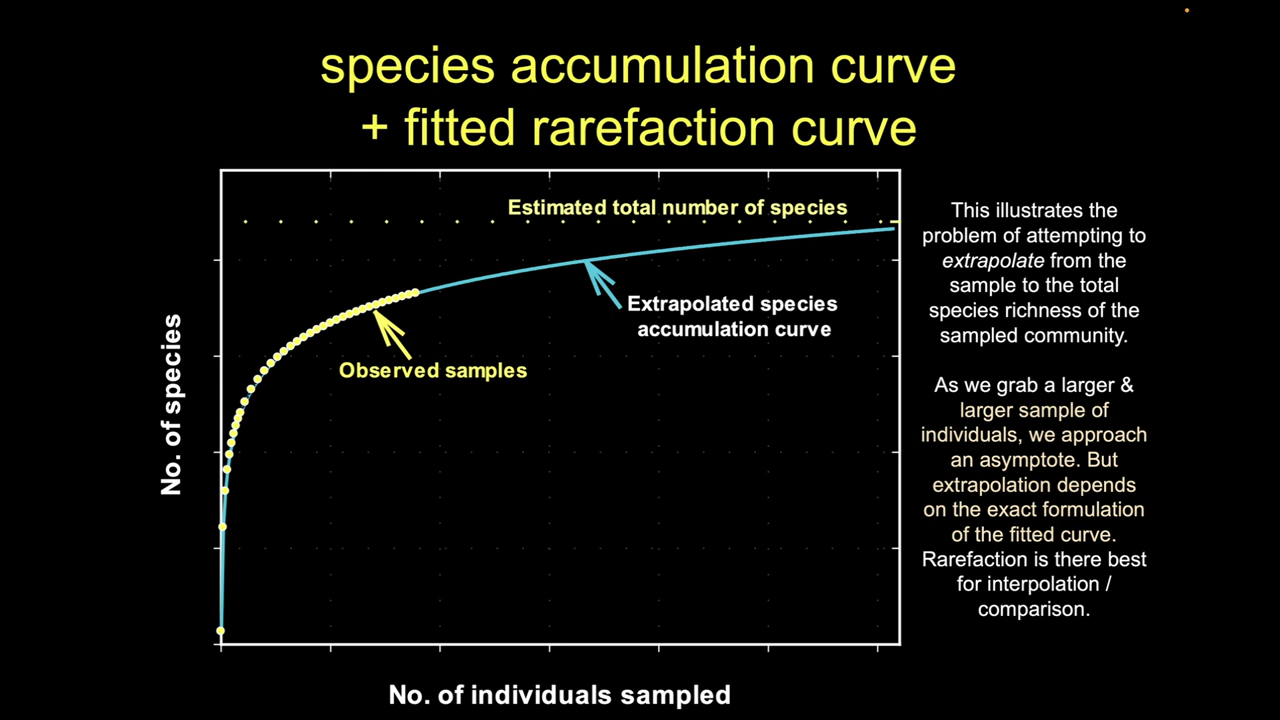 species accumulation curve
+ fitted rarefaction curve
Estimated total number of species
Extrapolated species
accumulation curve
Observed samples
No. of species
No. of individuals sampled
This illustrates the
problem of attempting to
extrapolate from the
sample to the total
species richness of the
sampled community.
As we grab a larger &
larger sample of
individuals, we approach
an asymptote. But
extrapolation depends
on the exact formulation
of the fitted curve.
Rarefaction is there best
for interpolation /
comparison.